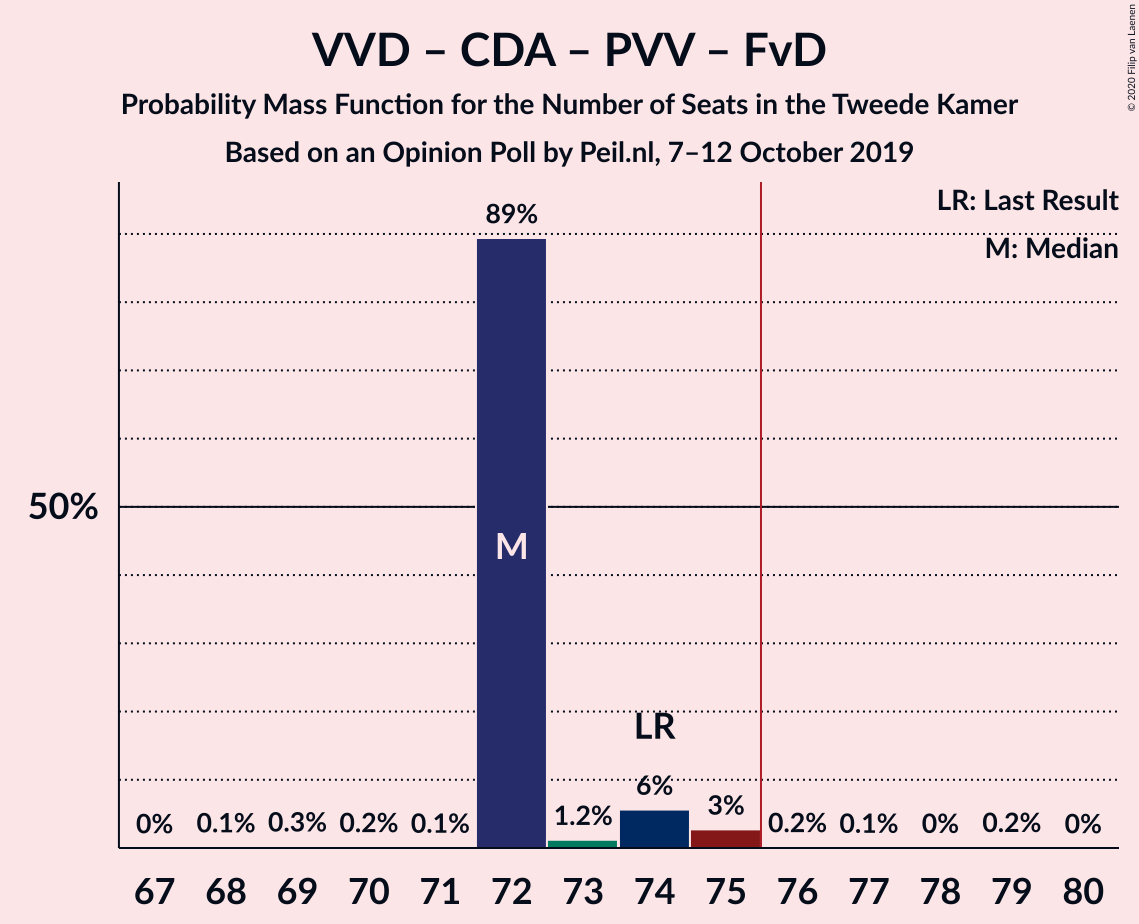 VVD – CDA – PVV – FvD
Probability Mass Function for the Number of Seats in the Tweede Kamer
Based on an Opinion Poll by Peil.nl, 7–12 October 2019
© 2020 Filip van Laenen
LR: Last Result
M: Median
89%
50%
M
LR
0% 0.1% 0.3% 0.2% 0.1% 1.2% 6% 3% 0.2% 0.1% 0% 0.2% 0%
67 68 69 70 71 72 73 74 75 76 77 78 79 80